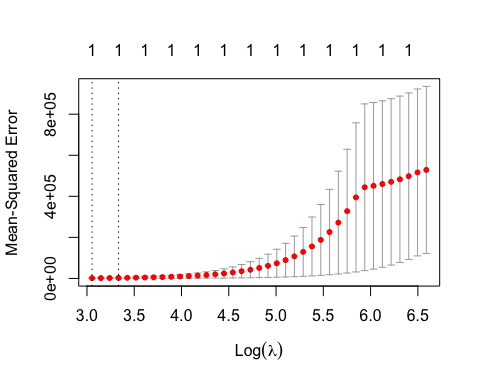 1 1 1 1 1 1 1 1 1 1 1 1 1
Mean-Squared Error
8e+05
4e+05
0e+00
3.0 3.5 4.0 4.5 5.0 5.5 6.0 6.5
Log(λ)